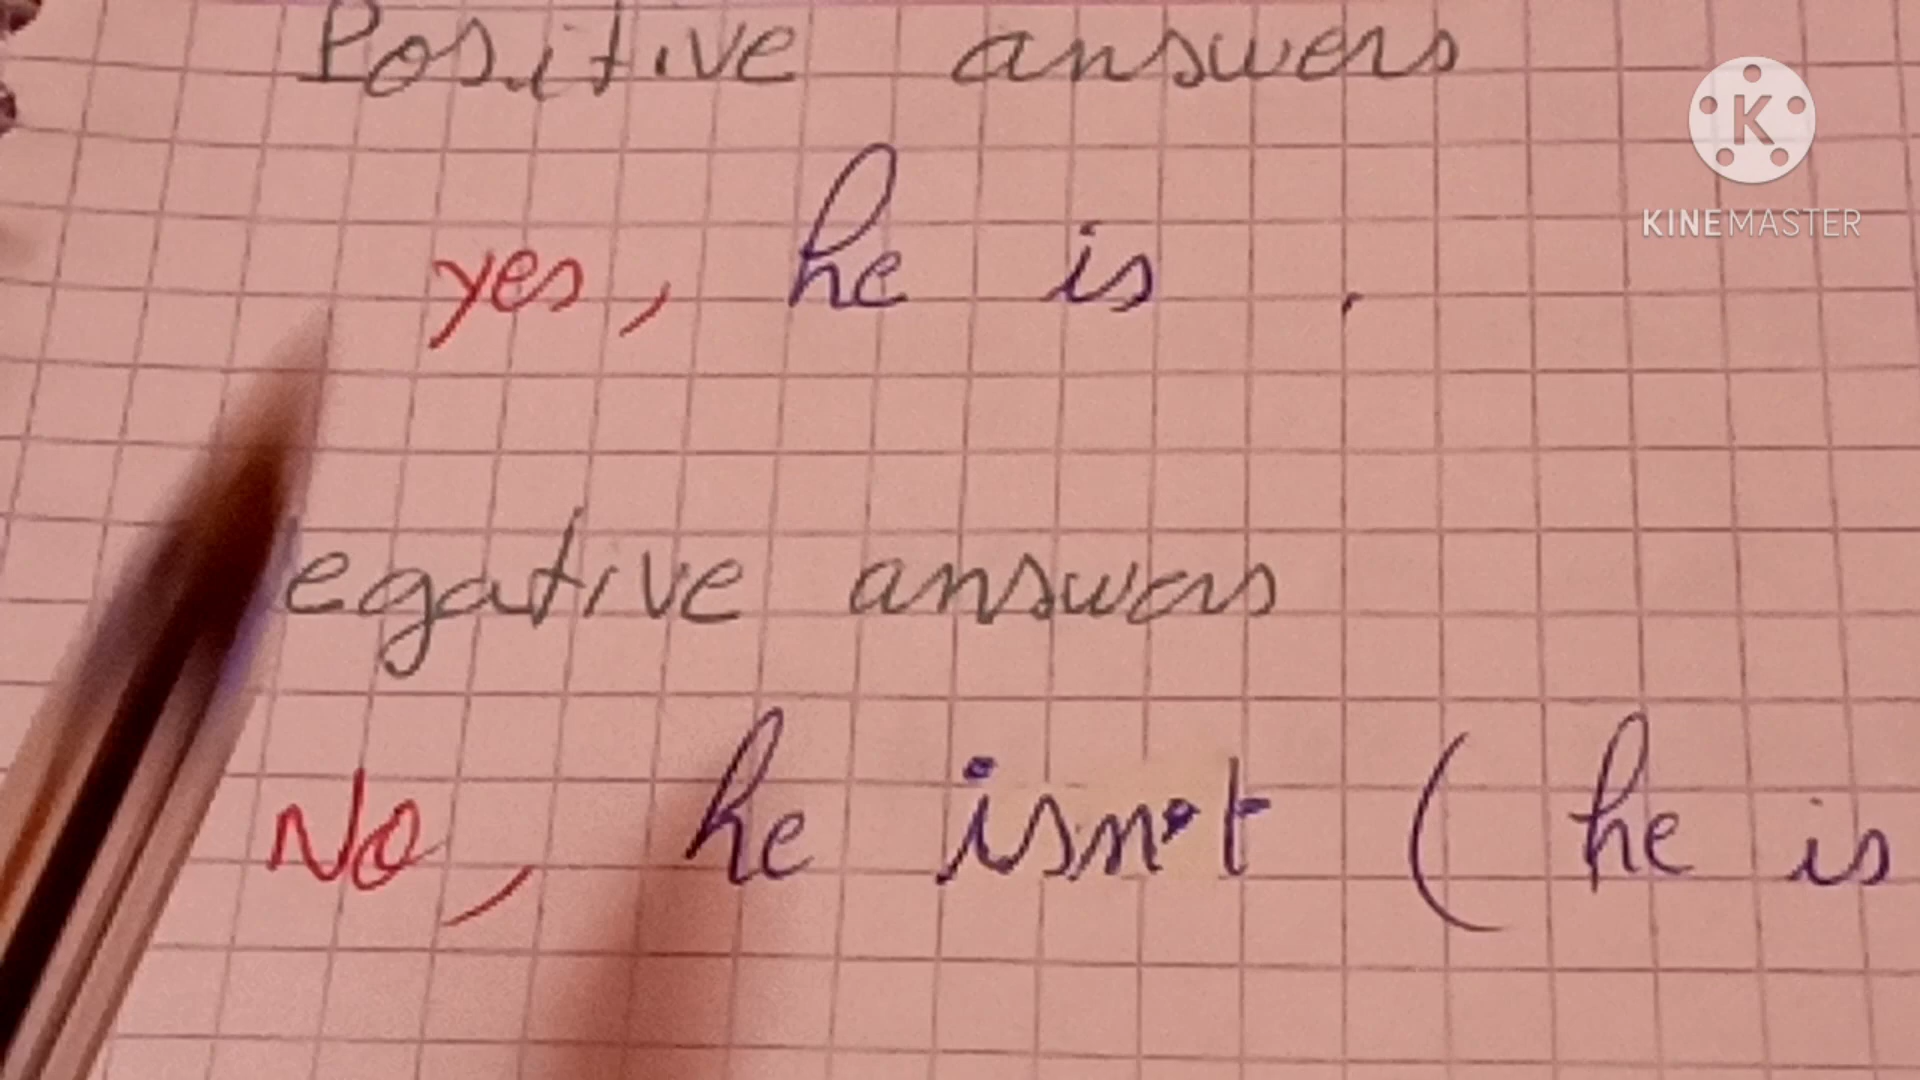 Positive answers
yes, he is .
egative answers
No, he isn't ( he is
K
KINEMASTER